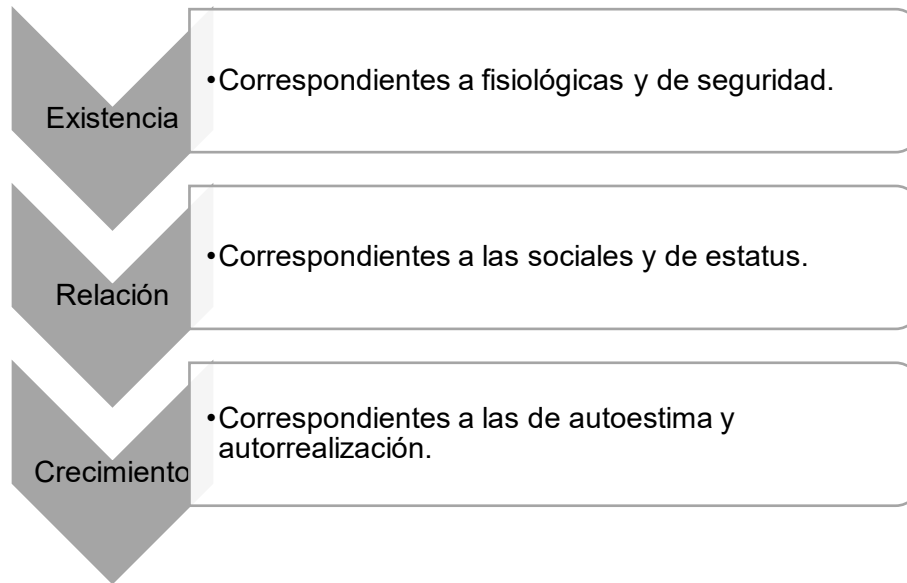 Existencia
•Correspondientes a fisiológicas y de seguridad.
Relación
•Correspondientes a las sociales y de estatus.
Crecimiento
•Correspondientes a las de autoestima y
autorrealización.